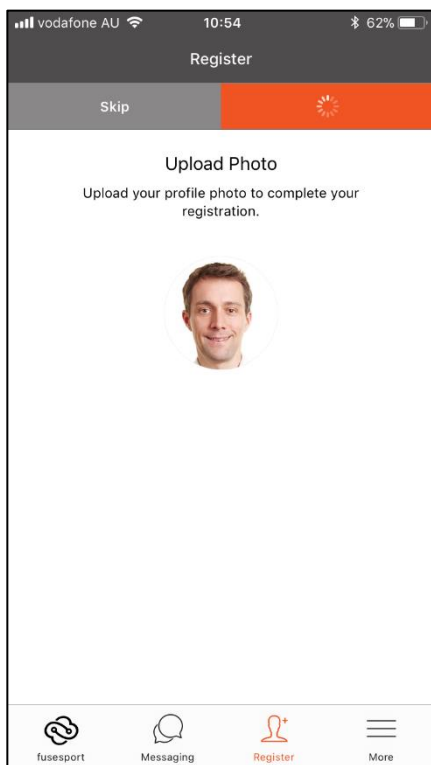 vodafone AU 10:54 62%
Register
Skip
Upload Photo
Upload your profile photo to complete your
registration.
fusesport Messaging Register More